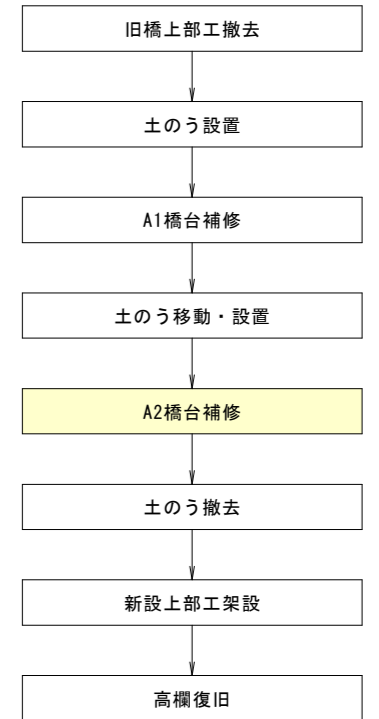 旧橋上部工撤去
土のう設置
A1橋台補修
土のう移動・設置
A2橋台補修
土のう撤去
新設上部工架設
高欄復旧